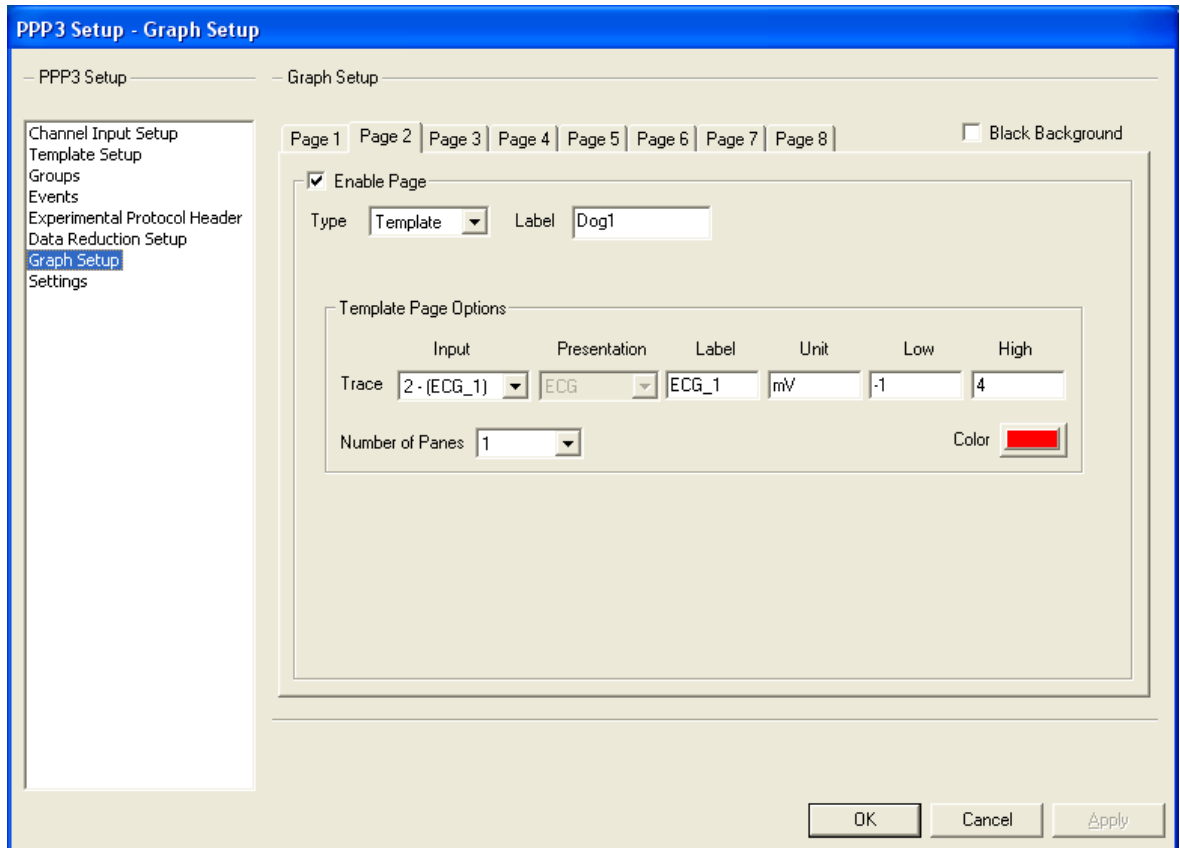 PPP3 Setup - Graph Setup
PPP3 Setup
Graph Setup
Channel Input Setup
Template Setup
Groups
Events
Experimental Protocol Header
Data Reduction Setup
Graph Setup
Settings
Page 1 Page 2 Page 3 Page 4 Page 5 Page 6 Page 7 Page 8
Black Background
Enable Page
Type Template Label Dog1
Template Page Options
Input Presentation Label Unit Low High
Trace 2 - (ECG_1) ECG ECG_1 mV -1 4
Number of Panes 1 Color
OK Cancel Apply